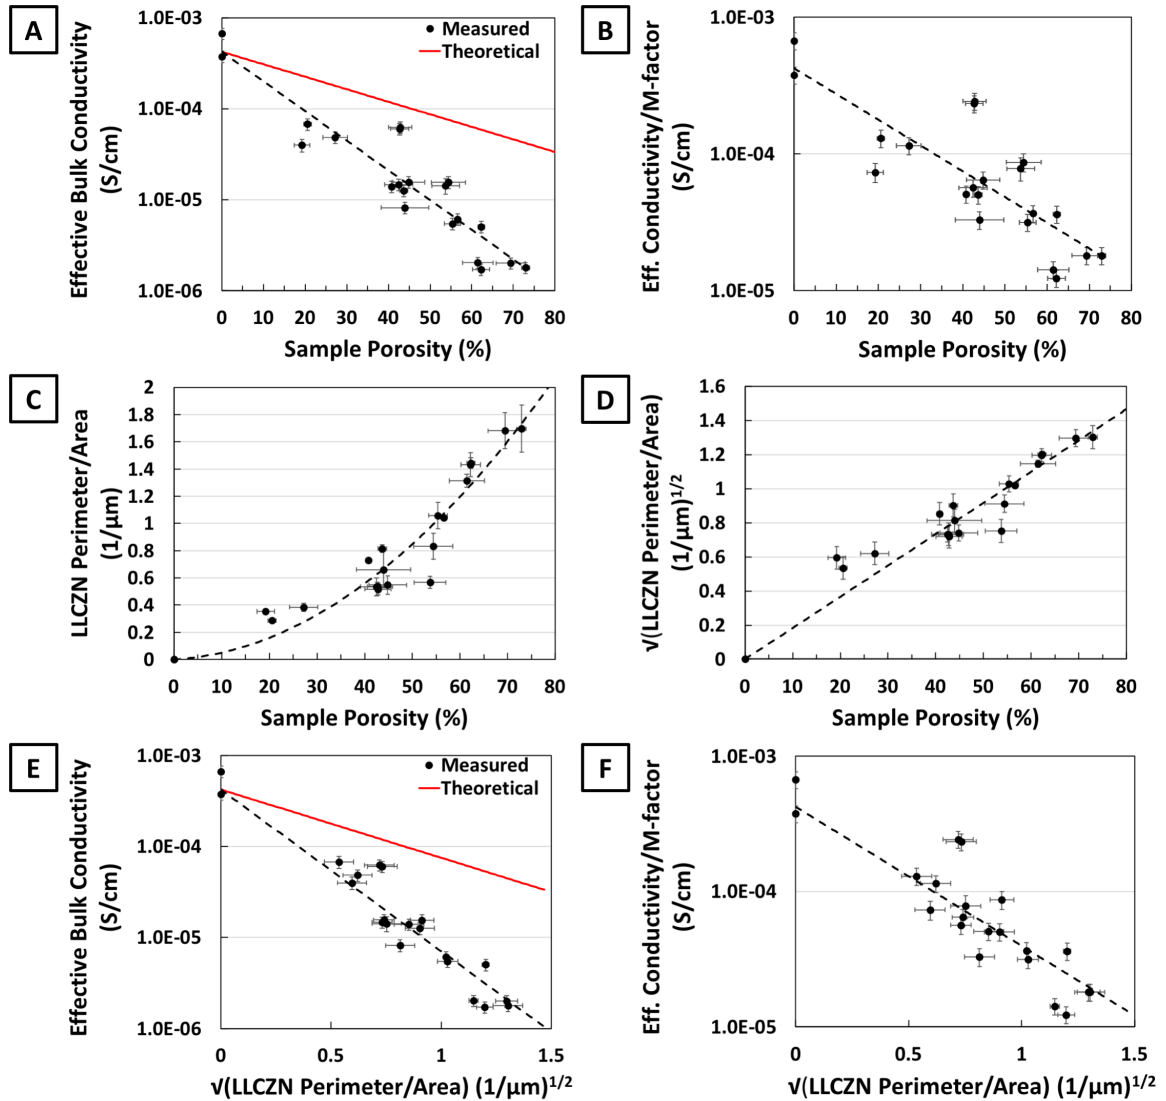 A
Effective Bulk Conductivity
(S/cm)
1.0E-03
1.0E-04
1.0E-05
1.0E-06
Measured
Theoretical
0 10 20 30 40 50 60 70 80
Sample Porosity (%)
B
Eff. Conductivity/M-factor
(S/cm)
1.0E-03
1.0E-04
1.0E-05
0 10 20 30 40 50 60 70 80
Sample Porosity (%)
C
LLCZN Perimeter/Area
(1/µm)
2
1.8
1.6
1.4
1.2
1
0.8
0.6
0.4
0.2
0
0 10 20 30 40 50 60 70 80
Sample Porosity (%)
D
√(LLCZN Perimeter/Area)
(1/µm)1/2
1.6
1.4
1.2
1
0.8
0.6
0.4
0.2
0
0 10 20 30 40 50 60 70 80
Sample Porosity (%)
E
Effective Bulk Conductivity
(S/cm)
1.0E-03
1.0E-04
1.0E-05
1.0E-06
Measured
Theoretical
0 0.5 1 1.5
√(LLCZN Perimeter/Area) (1/µm)1/2
F
Eff. Conductivity/M-factor
(S/cm)
1.0E-03
1.0E-04
1.0E-05
0 0.5 1 1.5
√(LLCZN Perimeter/Area) (1/µm)1/2